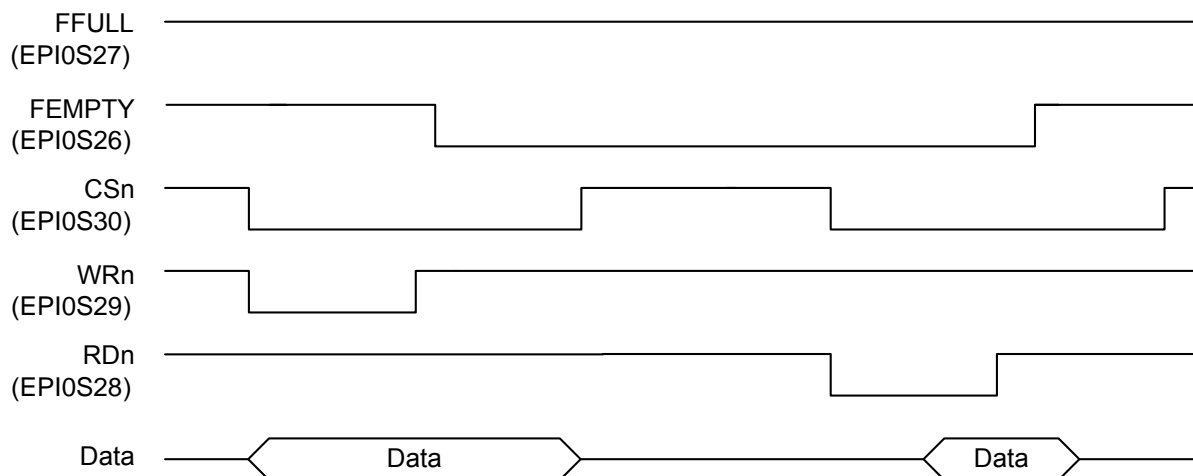 FFULL
(EPI0S27)
FEMPTY
(EPI0S26)
CSn
(EPI0S30)
WRn
(EPI0S29)
RDn
(EPI0S28)
Data
Data
Data